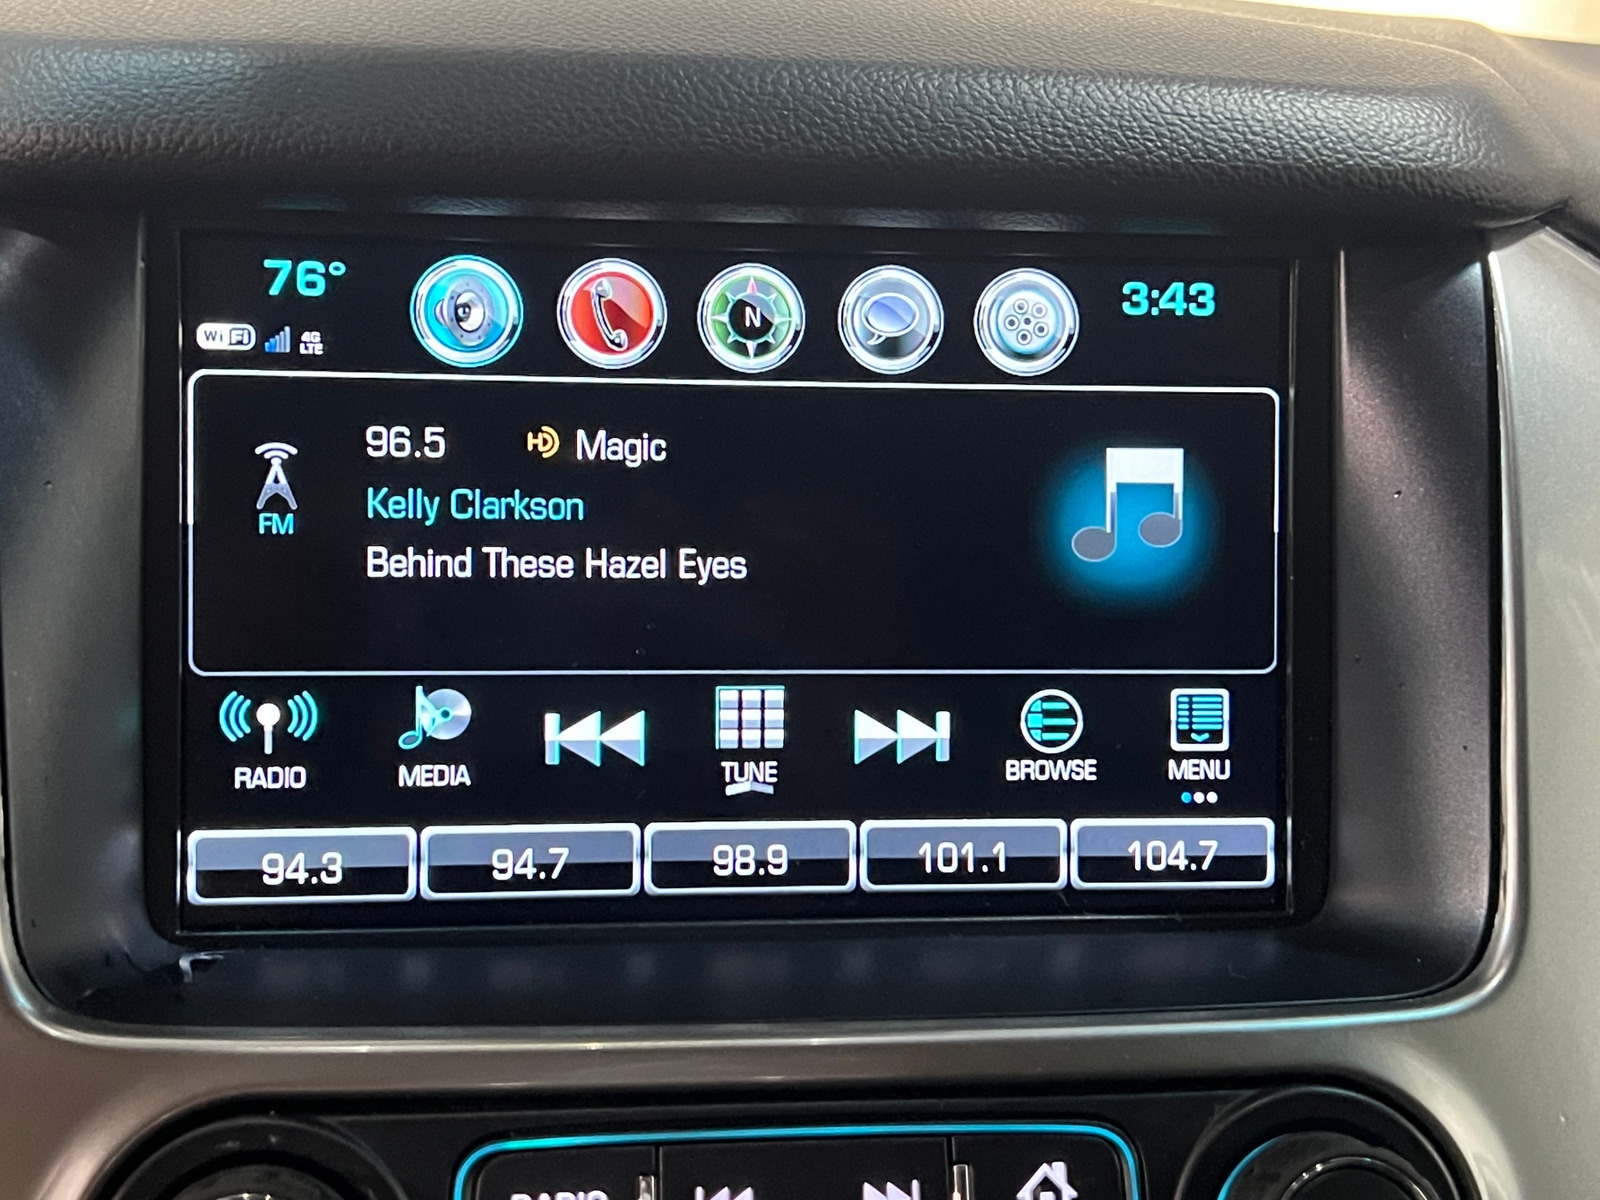 76°
3:43
WiFi 4G LTE
N
96.5 HD Magic
Kelly Clarkson
FM
Behind These Hazel Eyes
RADIO MEDIA TUNE BROWSE MENU
94.3 94.7 98.9 101.1 104.7
RADIO